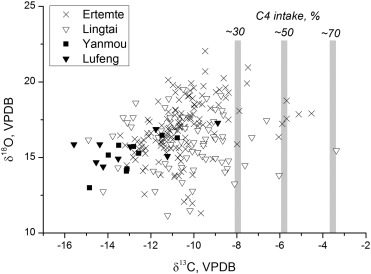 Ertemte
Lingtai
Yanmou
Lufeng
C4 intake, %
~30 ~50 ~70
25
20
15
10
δ18O, VPDB
-16 -14 -12 -10 -8 -6 -4 -2
δ13C, VPDB